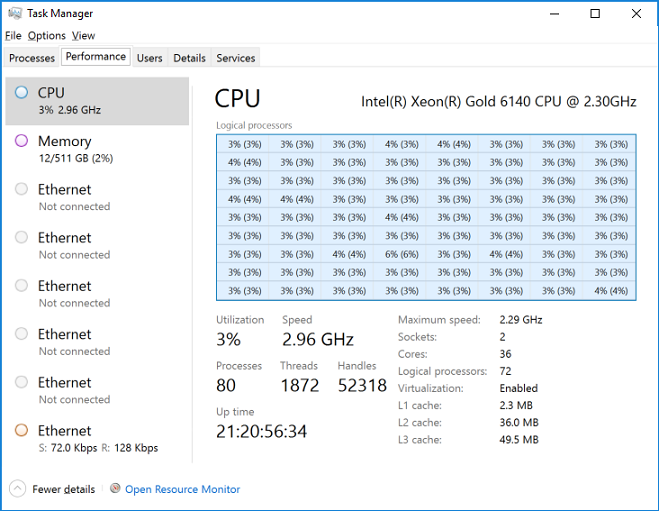 Task Manager
File Options View
Processes Performance Users Details Services
CPU
3% 2.96 GHz
Memory
12/511 GB (2%)
Ethernet
Not connected
Ethernet
Not connected
Ethernet
Not connected
Ethernet
Not connected
Ethernet
Not connected
Ethernet
S: 72.0 Kbps R: 128 Kbps
CPU Intel(R) Xeon(R) Gold 6140 CPU @ 2.30GHz
Logical processors
3% (3%) 3% (3%) 3% (3%) 4% (3%) 4% (4%) 3% (3%) 3% (3%) 3% (3%)
4% (4%) 3% (3%) 3% (3%) 3% (3%) 3% (3%) 3% (3%) 3% (3%) 3% (3%)
3% (3%) 3% (3%) 3% (3%) 3% (3%) 3% (3%) 3% (3%) 3% (3%) 3% (3%)
4% (4%) 4% (4%) 3% (3%) 3% (3%) 3% (3%) 3% (3%) 3% (3%) 3% (3%)
3% (3%) 3% (3%) 3% (3%) 4% (4%) 3% (3%) 3% (3%) 3% (3%) 3% (3%)
3% (3%) 3% (3%) 3% (3%) 3% (3%) 3% (3%) 3% (3%) 3% (3%) 3% (3%)
3% (3%) 3% (3%) 4% (4%) 6% (6%) 3% (3%) 4% (4%) 3% (3%) 3% (3%)
3% (3%) 3% (3%) 3% (3%) 3% (3%) 3% (3%) 3% (3%) 3% (3%) 3% (3%)
3% (3%) 3% (3%) 3% (3%) 3% (3%) 3% (3%) 3% (3%) 3% (3%) 4% (4%)
Utilization Speed
3% 2.96 GHz
Processes Threads Handles
80 1872 52318
Up time
21:20:56:34
Maximum speed: 2.29 GHz
Sockets: 2
Cores: 36
Logical processors: 72
Virtualization: Enabled
L1 cache: 2.3 MB
L2 cache: 36.0 MB
L3 cache: 49.5 MB
Fewer details Open Resource Monitor